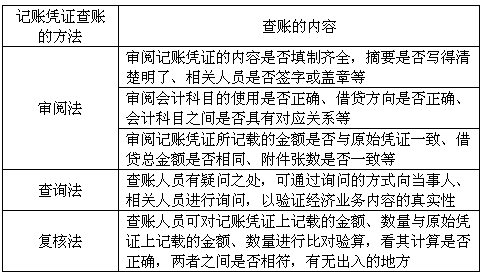 记账凭证查账
的方法
查账的内容
审阅法
审阅记账凭证的内容是否填制齐全，摘要是否写得清
楚明了、相关人员是否签字或盖章等
审阅会计科目的使用是否正确、借贷方向是否正确、
会计科目之间是否具有对应关系等
审阅记账凭证所记载的金额是否与原始凭证一致、借
贷总金额是否相同、附件张数是否一致等
查询法
查账人员有疑问之处，可通过询问的方式向当事人、
相关人员进行询问，以验证经济业务内容的真实性
复核法
查账人员可对记账凭证上记载的金额、数量与原始凭
证上记载的金额、数量进行比对验算，看其计算是否
正确，两者之间是否相符，有无出入的地方